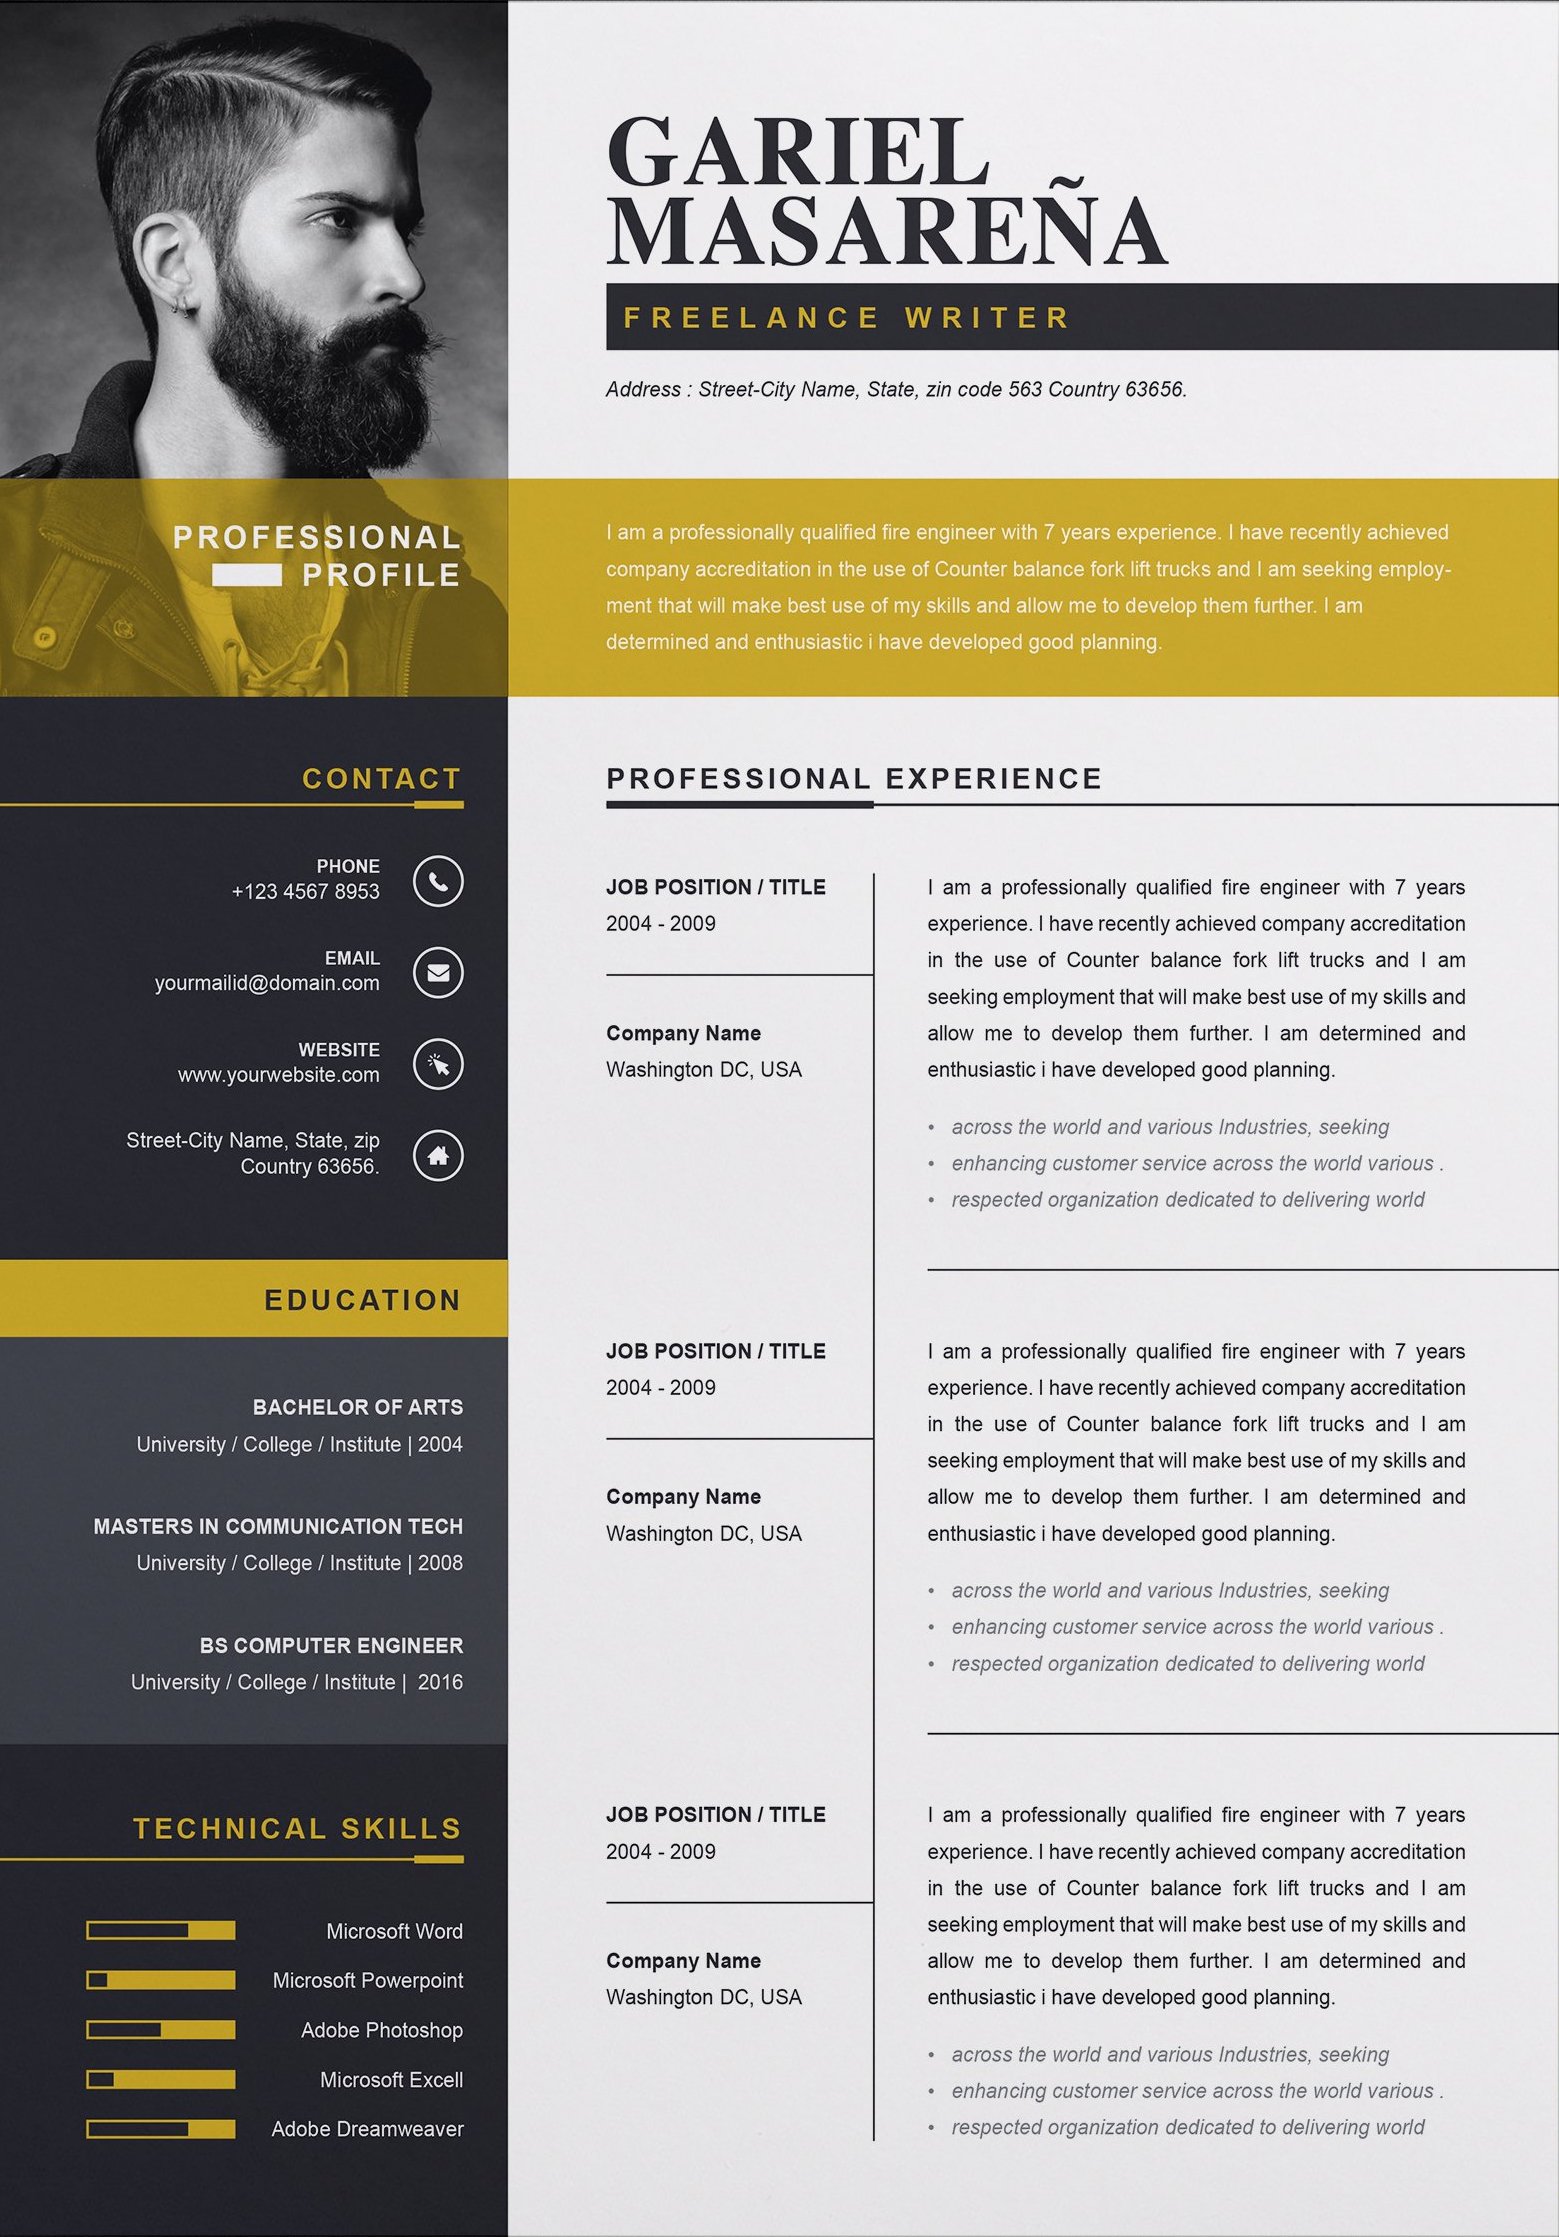 GARIEL
MASAREÑA
FREELANCE WRITER
Address : Street-City Name, State, zin code 563 Country 63656.
PROFESSIONAL
PROFILE
I am a professionally qualified fire engineer with 7 years experience. I have recently achieved
company accreditation in the use of Counter balance fork lift trucks and I am seeking employ-
ment that will make best use of my skills and allow me to develop them further. I am
determined and enthusiastic i have developed good planning.
CONTACT
PHONE
+123 4567 8953
EMAIL
yourmailid@domain.com
WEBSITE
www.yourwebsite.com
Street-City Name, State, zip
Country 63656.
EDUCATION
BACHELOR OF ARTS
University / College / Institute | 2004
MASTERS IN COMMUNICATION TECH
University / College / Institute | 2008
BS COMPUTER ENGINEER
University / College / Institute | 2016
TECHNICAL SKILLS
Microsoft Word
Microsoft Powerpoint
Adobe Photoshop
Microsoft Excell
Adobe Dreamweaver
PROFESSIONAL EXPERIENCE
JOB POSITION / TITLE
2004 - 2009
Company Name
Washington DC, USA
I am a professionally qualified fire engineer with 7 years
experience. I have recently achieved company accreditation
in the use of Counter balance fork lift trucks and I am
seeking employment that will make best use of my skills and
allow me to develop them further. I am determined and
enthusiastic i have developed good planning.
• across the world and various Industries, seeking
• enhancing customer service across the world various .
• respected organization dedicated to delivering world
JOB POSITION / TITLE
2004 - 2009
Company Name
Washington DC, USA
I am a professionally qualified fire engineer with 7 years
experience. I have recently achieved company accreditation
in the use of Counter balance fork lift trucks and I am
seeking employment that will make best use of my skills and
allow me to develop them further. I am determined and
enthusiastic i have developed good planning.
• across the world and various Industries, seeking
• enhancing customer service across the world various .
• respected organization dedicated to delivering world
JOB POSITION / TITLE
2004 - 2009
Company Name
Washington DC, USA
I am a professionally qualified fire engineer with 7 years
experience. I have recently achieved company accreditation
in the use of Counter balance fork lift trucks and I am
seeking employment that will make best use of my skills and
allow me to develop them further. I am determined and
enthusiastic i have developed good planning.
• across the world and various Industries, seeking
• enhancing customer service across the world various .
• respected organization dedicated to delivering world